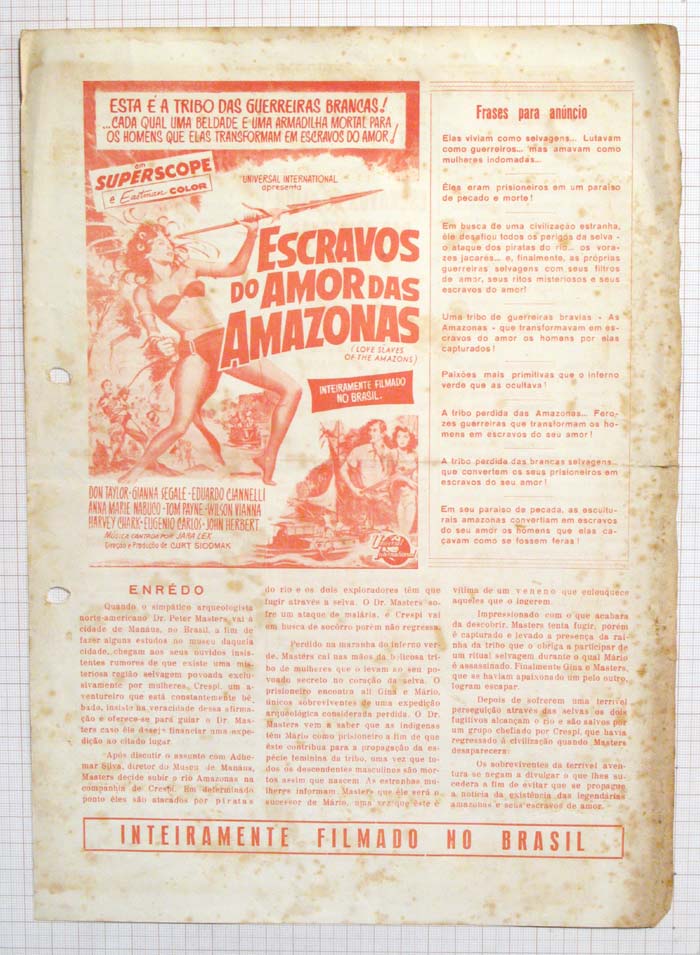 ESTA É A TRIBO DAS GUERREIRAS BRANCAS!
...CADA QUAL UMA BELDADE E UMA ARMADILHA MORTAL PARA
OS HOMENS QUE ELAS TRANSFORMAM EM ESCRAVOS DO AMOR!
em
SUPERSCOPE
e Eastman COLOR
UNIVERSAL INTERNATIONAL
apresenta
ESCRAVOS
DO AMOR DAS
AMAZONAS
(LOVE SLAVES
OF THE AMAZONS)
INTEIRAMENTE FILMADO
NO BRASIL.
DON TAYLOR - GIANNA SEGALE - EDUARDO CIANNELLI
ANNA MARIE NABUCO - TOM PAYNE - WILSON VIANNA
HARVEY CHARK - EUGENIO CARLOS - JOHN HERBERT
MÚSICA CANTADA POR JARA LEX
Direção e Produção de CURT SIODMAK
Universal
International
Frases para anúncio
Elas viviam como selvagens... Lutavam
como guerreiros... mas amavam como
mulheres indomadas...
Êles eram prisioneiros em um paraíso
de pecado e morte!
Em busca de uma civilização estranha,
êle desafiou todos os perigos da selva -
o ataque dos piratas do rio... os vora-
zes jacarés... e, finalmente, as próprias
guerreiras selvagens com seus filtros
de amor, seus ritos misteriosos e seus
escravos do amor!
Uma tribo de guerreiras bravias - As
Amazonas - que transformavam em es-
cravos do amor os homens por elas
capturados!
Paixões mais primitivas que o inferno
verde que as ocultava!
A tribo perdida das Amazonas... Fero-
zes guerreiras que transformam os ho-
mens em escravos do seu amor!
A tribo perdida das brancas selvagens...
que convertem os seus prisioneiros em
escravos do seu amor!
Em seu paraiso de pecado, as escultu-
rais amazonas convertiam em escravos
do seu amor os homens que elas ca-
çavam como se fossem feras!
ENRÊDO
Quando o simpático arqueologista
norte-americano Dr. Peter Masters vai à
cidade de Manáus, no Brasil, a fim de
fazer alguns estudos no museu daquela
cidade, chegam aos seus ouvidos insis-
tentes rumores de que existe uma mis-
teriosa região selvagem povoada exclu-
sivamente por mulheres. Crespi, um a-
ventureiro que está constantemente bê-
bado, insiste na veracidade dessa afirma-
ção e oferece-se para guiar o Dr. Mas-
ters caso êle deseje financiar uma expe-
dição ao citado lugar.
Após discutir o assunto com Adhe-
mar Silva, diretor do Museu de Manáus,
Masters decide subir o rio Amazonas na
companhia de Crespi. Em determinado
ponto êles são atacados por piratas
do rio e os dois exploradores têm que
fugir através a selva. O Dr. Masters so-
fre um ataque de malária, e Crespi vai
em busca de socôrro porém não regressa.
Perdido na maranha do inferno ver-
de, Masters cai nas mãos da belicosa tri-
bo de mulheres que o levam ao seu po-
voado secreto no coração da selva. O
prisioneiro encontra ali Gina e Mário,
únicos sobreviventes de uma expedição
arqueológica considerada perdida. O Dr.
Masters vem a saber que as indígenas
têm Mário como prisioneiro a fim de que
êste contribúa para a propagação da es-
pécie feminina da tribo, uma vez que to-
dos os descendentes masculinos são mor-
tos assim que nascem. As estranhas mu-
lheres informam Masters que êle será o
sucessor de Mário, uma vez que êste é
vítima de um veneno que enlouquece
aqueles que o ingerem.
Impressionado com o que acabara
da descobrir, Masters tenta fugir, porém
é capturado e levado a presença da rai-
nha da tribo que o obriga a participar de
um ritual selvagem durante o qual Mário
é assassinado. Finalmente Gina e Masters,
que se haviam apaixonado um pelo outro,
logram escapar.
Depois de sofrerem uma terrível
perseguição através das selvas os dois
fugitivos alcançam o rio e são salvos por
um grupo chefiado por Crespi, que havia
regressado à civilização quando Masters
desaparecera.
Os sobreviventes da terrível aven-
tura se negam a divulgar o que lhes su-
cedera a fim de evitar que se propague
a notícia da existência das legendárias
amazonas e seus escravos do amor.
INTEIRAMENTE FILMADO NO BRASIL